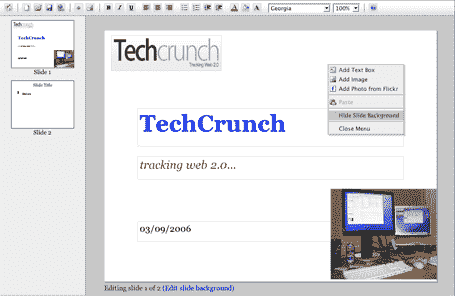 Georgia
100%
Techcrunch
Slide 1
Slide Title
Slide 2
Techcrunch
Tracking Web 2.0
Add Text Box
Add Image
Add Photo from Flickr
Paste
Hide Slide Background
Close Menu
TechCrunch
tracking web 2.0...
03/09/2006
Editing slide 1 of 2 (Edit slide background)